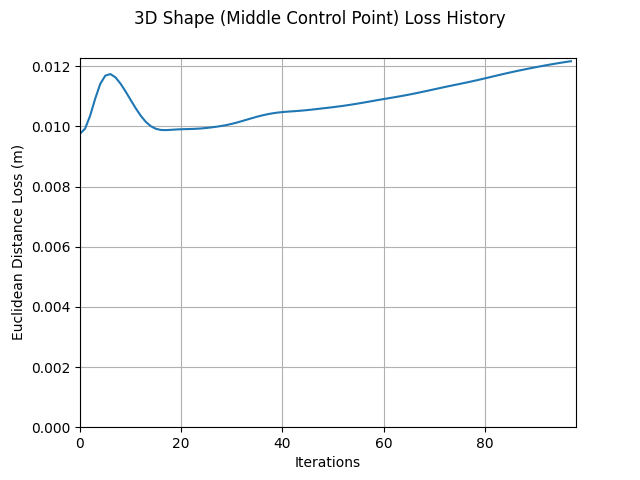 3D Shape (Middle Control Point) Loss History
0.012
0.010
0.008
0.006
0.004
0.002
0.000
Euclidean Distance Loss (m)
0 20 40 60 80
Iterations